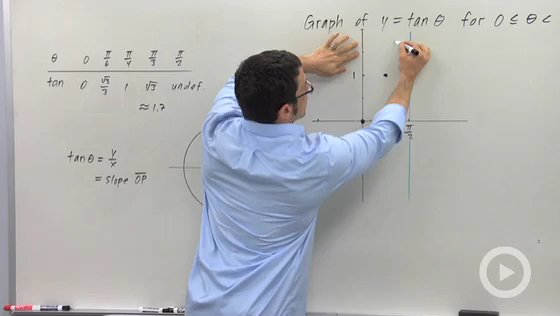 Graph of y = tan θ for 0 ≤ θ <
θ 0 π/6 π/4 π/3 π/2
tan 0 √3/3 1 √3 undef.
≈ 1.7
1
π/2
tan θ = y/x
= slope OP